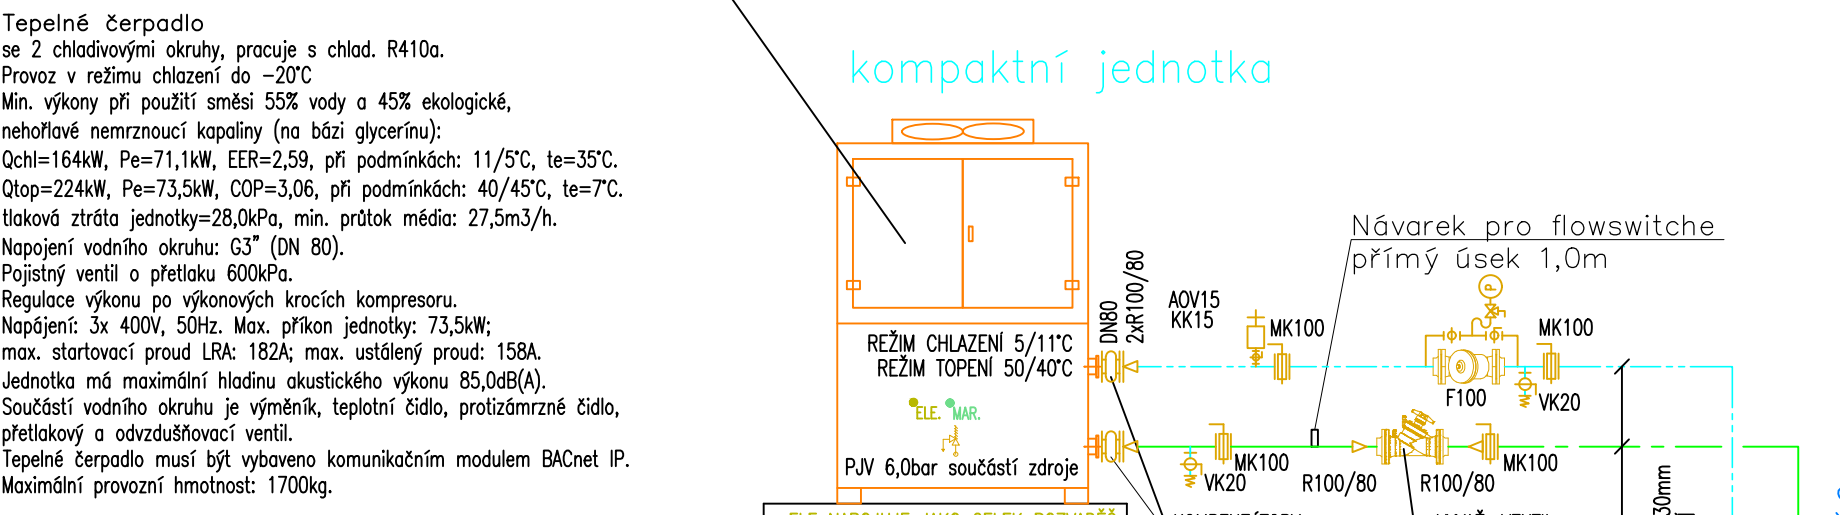 Tepelné čerpadlo
se 2 chladivovými okruhy, pracuje s chlad. R410a.
Provoz v režimu chlazení do -20°C
Min. výkony při použití směsi 55% vody a 45% ekologické,
nehořlavé nemrznoucí kapaliny (na bázi glycerínu):
Qchl=164kW, Pe=71,1kW, EER=2,59, při podmínkách: 11/5°C, te=35°C.
Qtop=224kW, Pe=73,5kW, COP=3,06, při podmínkách: 40/45°C, te=7°C.
tlaková ztráta jednotky=28,0kPa, min. průtok média: 27,5m3/h.
Napojení vodního okruhu: G3" (DN 80).
Pojistný ventil o přetlaku 600kPa.
Regulace výkonu po výkonových krocích kompresoru.
Napájení: 3x 400V, 50Hz. Max. příkon jednotky: 73,5kW;
max. startovací proud LRA: 182A; max. ustálený proud: 158A.
Jednotka má maximální hladinu akustického výkonu 85,0dB(A).
Součástí vodního okruhu je výměník, teplotní čidlo, protizámrzné čidlo,
přetlakový a odvzdušňovací ventil.
Tepelné čerpadlo musí být vybaveno komunikačním modulem BACnet IP.
Maximální provozní hmotnost: 1700kg.
kompaktní jednotka
REŽIM CHLAZENÍ 5/11°C
REŽIM TOPENÍ 50/40°C
ELE. MAR.
PJV 6,0bar součástí zdroje
DN80
2xR100/80
AOV15
KK15
MK100
Návarek pro flowswitche
přímý úsek 1,0m
P
MK100
F100
VK20
MK100
VK20
R100/80
R100/80
MK100
30mm